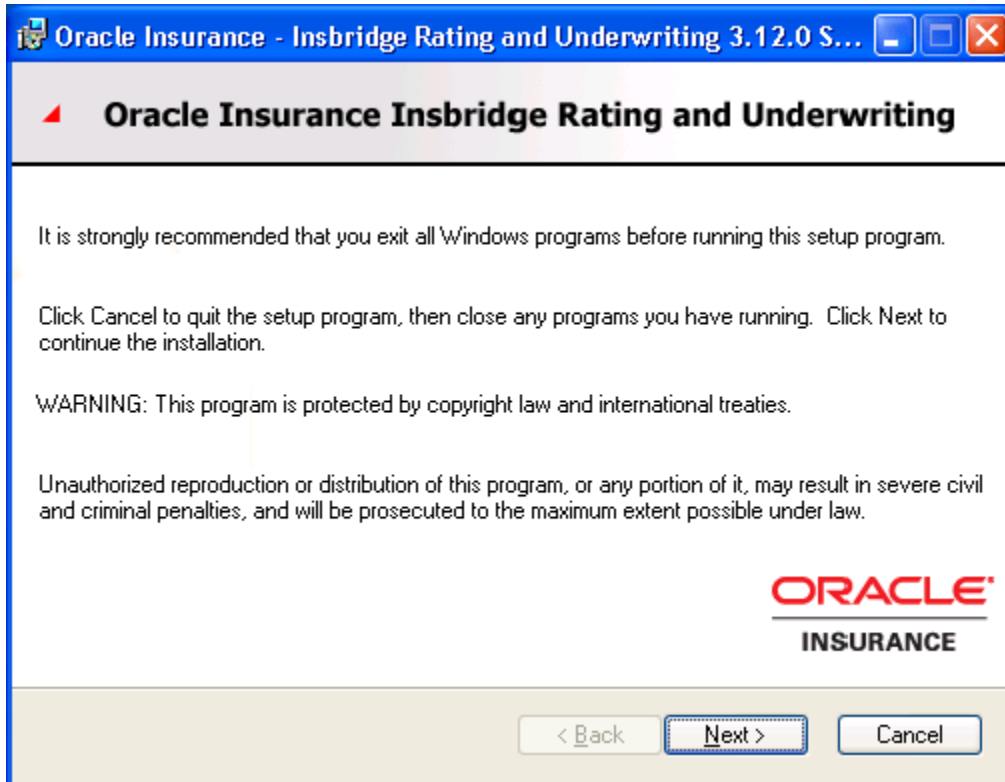 Oracle Insurance - Insbridge Rating and Underwriting 3.12.0 S...
Oracle Insurance Insbridge Rating and Underwriting
It is strongly recommended that you exit all Windows programs before running this setup program.
Click Cancel to quit the setup program, then close any programs you have running.  Click Next to
continue the installation.
WARNING: This program is protected by copyright law and international treaties.
Unauthorized reproduction or distribution of this program, or any portion of it, may result in severe civil
and criminal penalties, and will be prosecuted to the maximum extent possible under law.
ORACLE
INSURANCE
< Back
Next >
Cancel